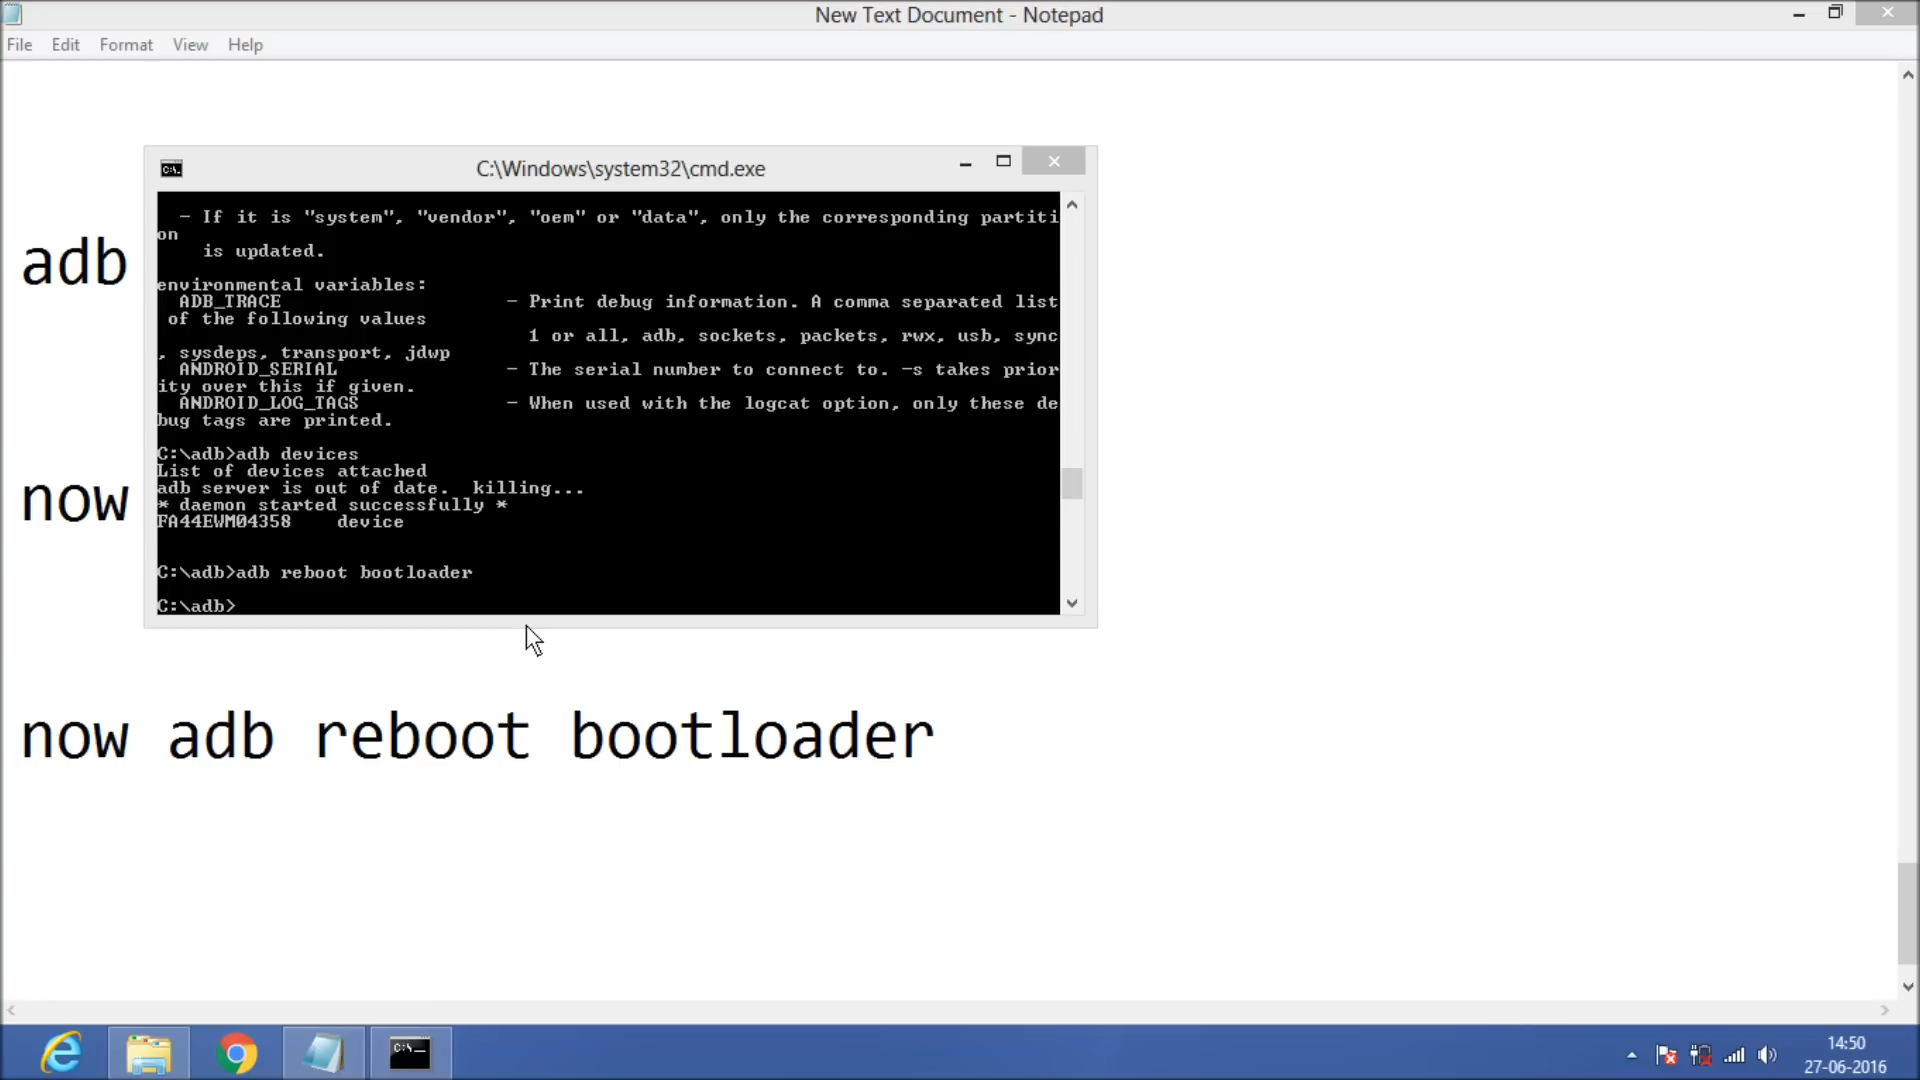 New Text Document - Notepad
File Edit Format View Help
adb
now
now adb reboot bootloader
C:\Windows\system32\cmd.exe
- If it is "system", "vendor", "oem" or "data", only the corresponding partiti
on
is updated.
environmental variables:
ADB_TRACE - Print debug information. A comma separated list
of the following values
1 or all, adb, sockets, packets, rwx, usb, sync
, sysdeps, transport, jdwp
ANDROID_SERIAL - The serial number to connect to. -s takes prior
ity over this if given.
ANDROID_LOG_TAGS - When used with the logcat option, only these de
bug tags are printed.
C:\adb>adb devices
List of devices attached
adb server is out of date. killing...
* daemon started successfully *
FA44EWM04358 device
C:\adb>adb reboot bootloader
C:\adb>
14:50
27-06-2016